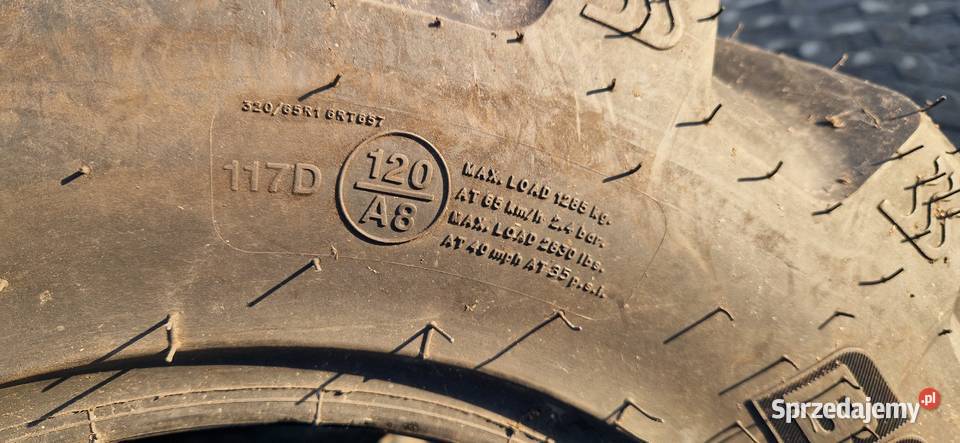 320/65R16RT657
117D
120
A8
MAX. LOAD 1285 kg.
AT 65 km/h 2.4 bar.
MAX. LOAD 2830 lbs.
AT 40 mph AT 35 p.s.i.
Sprzedajemy.pl